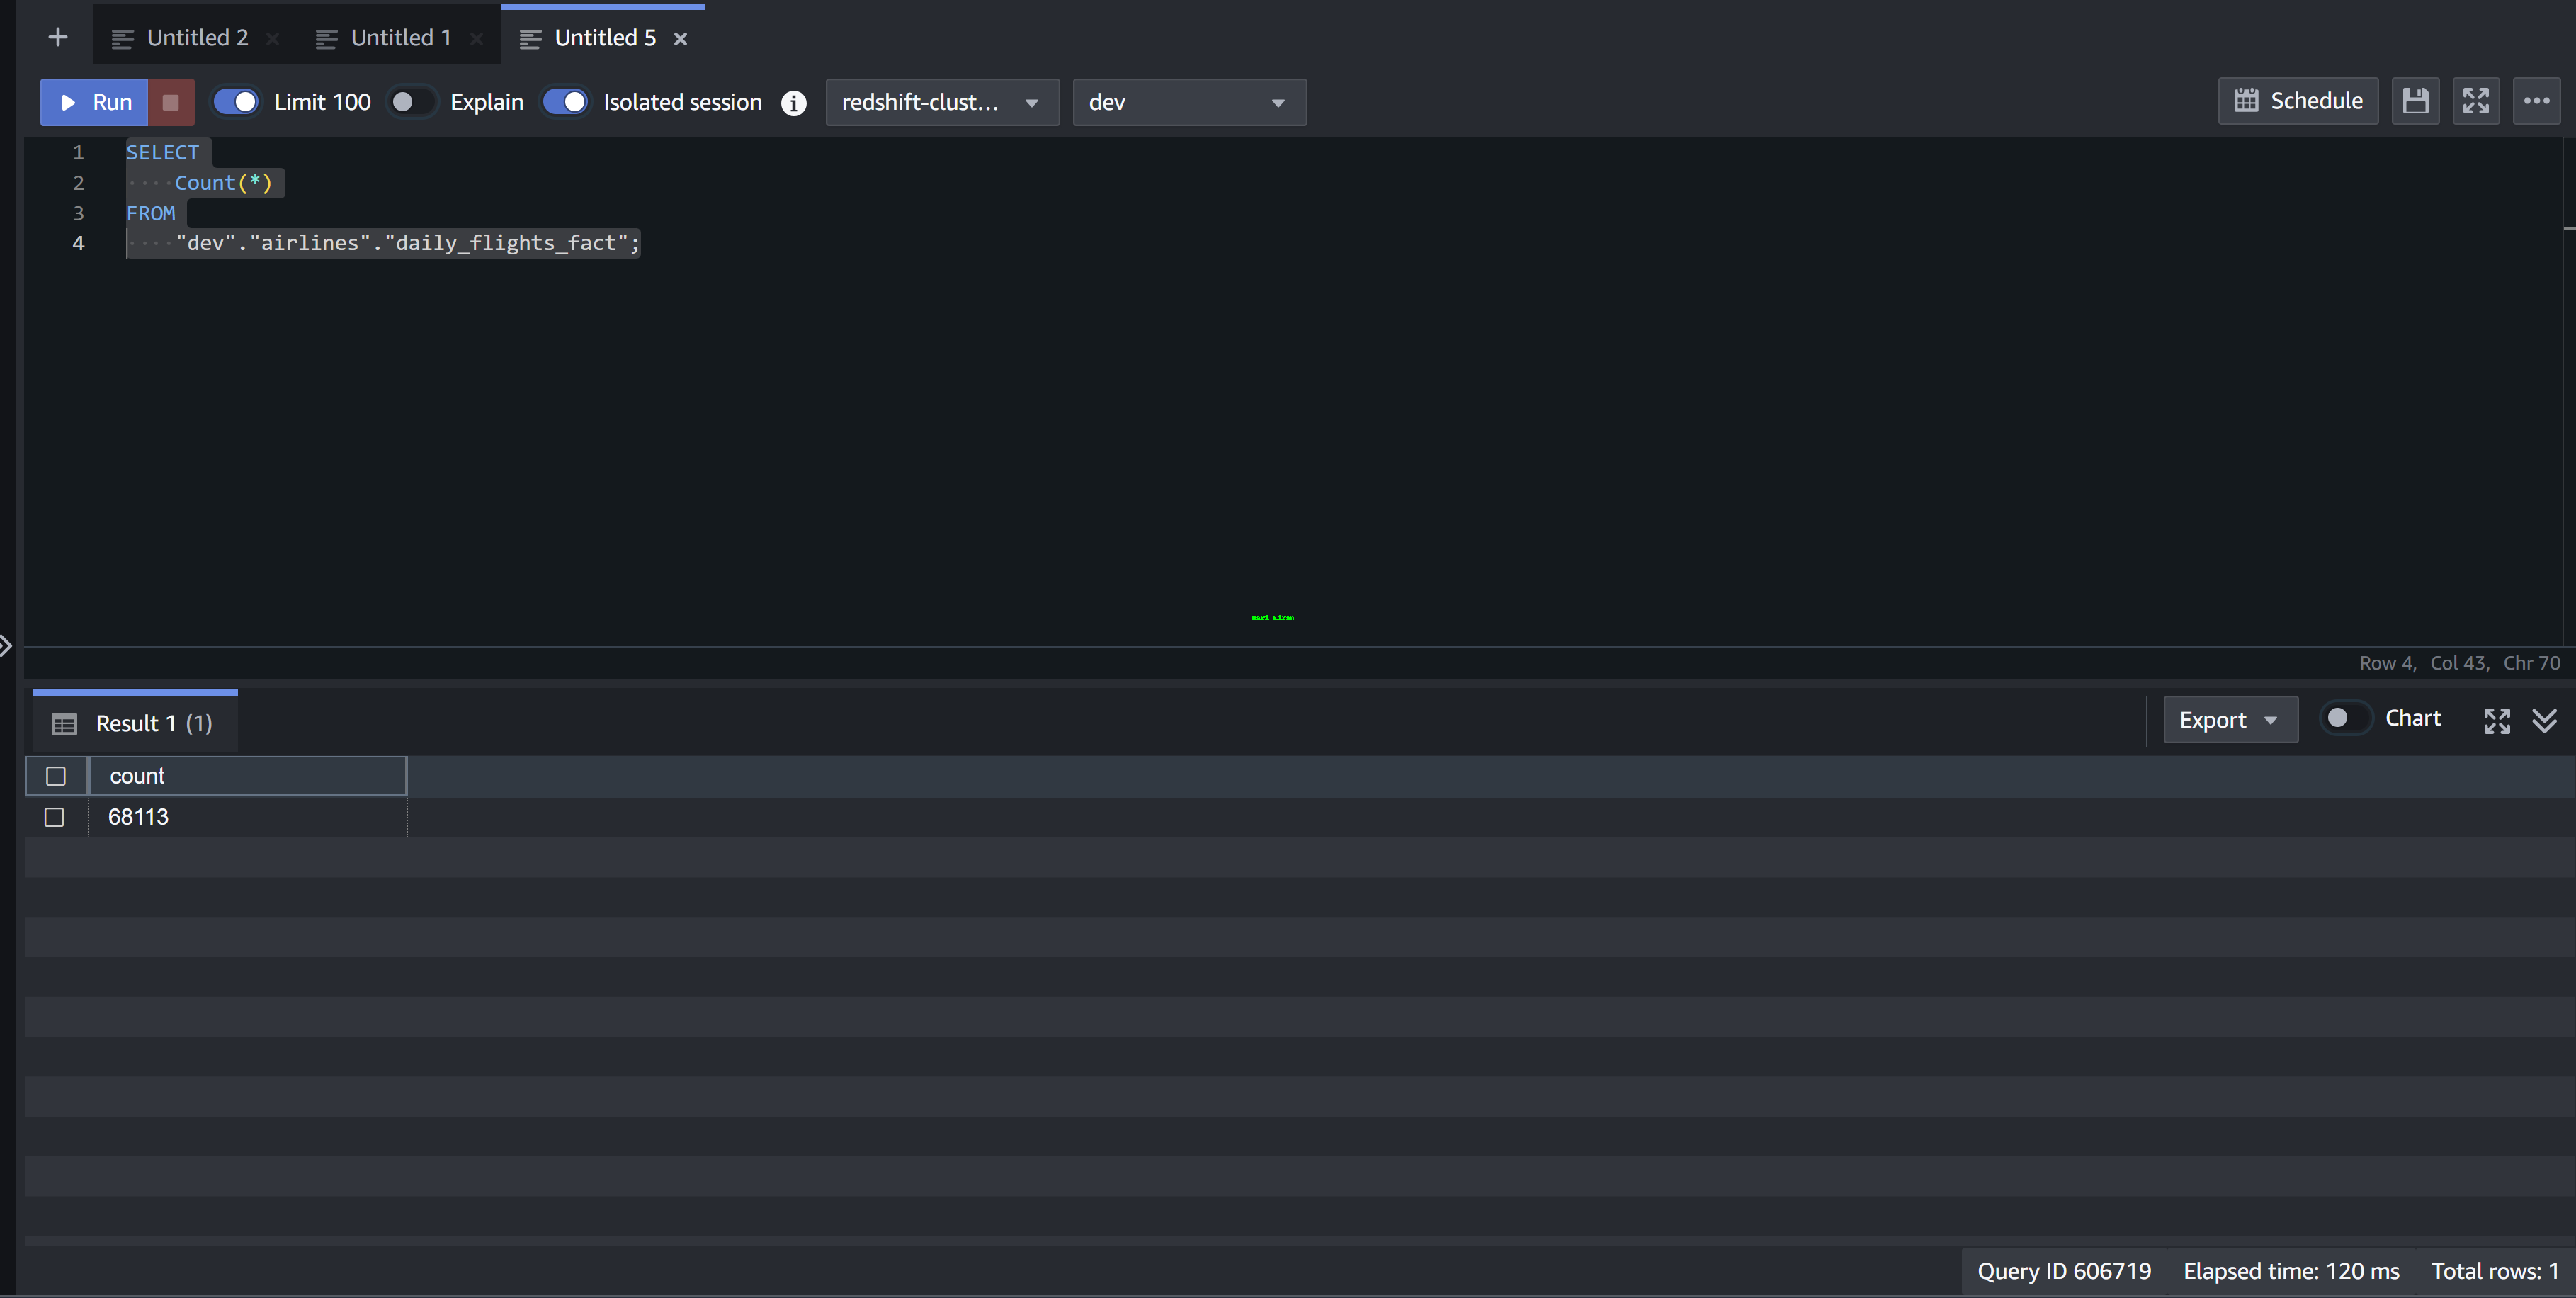 + Untitled 2 × Untitled 1 × Untitled 5 ×
Run Limit 100 Explain Isolated session i redshift-clust... dev Schedule ...
1 SELECT
2 Count(*)
3 FROM
4 "dev"."airlines"."daily_flights_fact";
Hari Kiran
Row 4, Col 43, Chr 70
Result 1 (1) Export Chart
count
68113
Query ID 606719 Elapsed time: 120 ms Total rows: 1